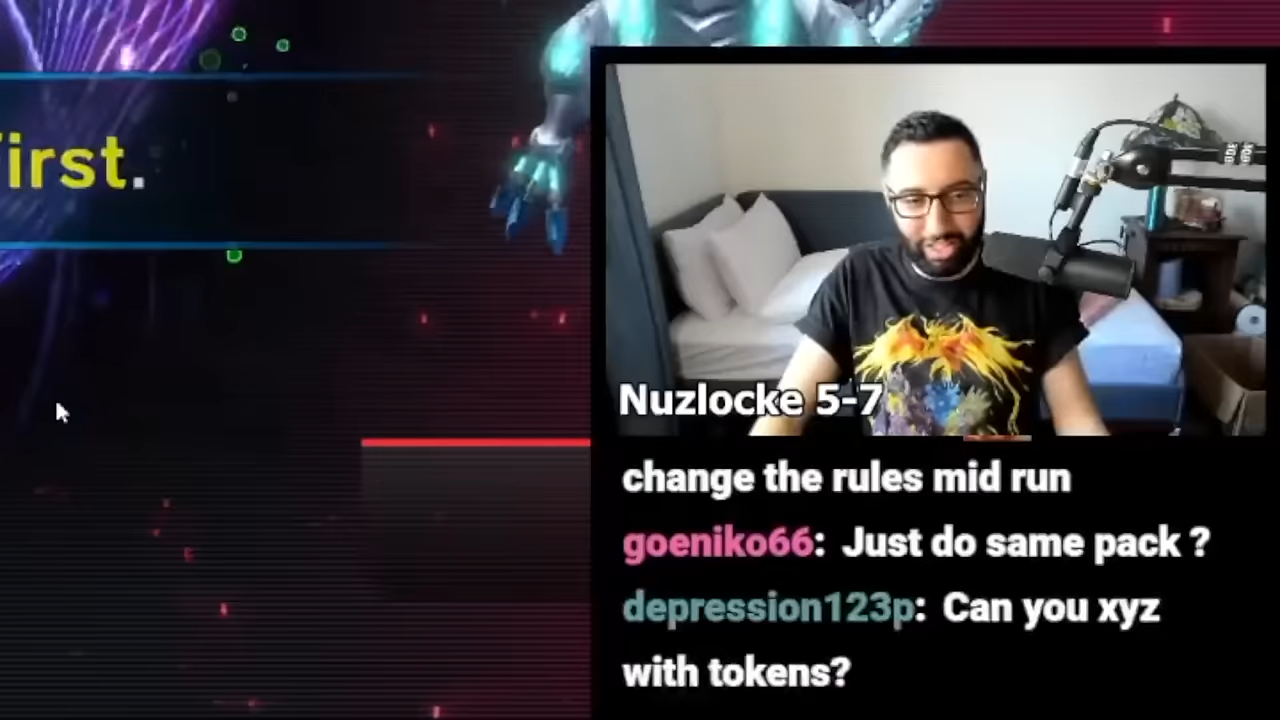 first.
Nuzlocke 5-7
change the rules mid run
goeniko66: Just do same pack ?
depression123p: Can you xyz
with tokens?